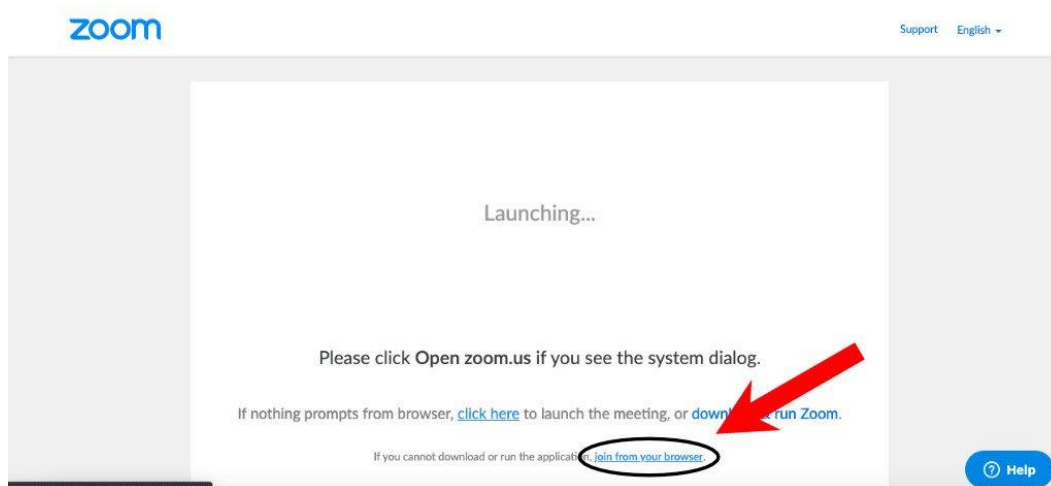 zoom
Support English
Launching...
Please click Open zoom.us if you see the system dialog.
If nothing prompts from browser, click here to launch the meeting, or download & run Zoom.
If you cannot download or run the application, join from your browser.
Help